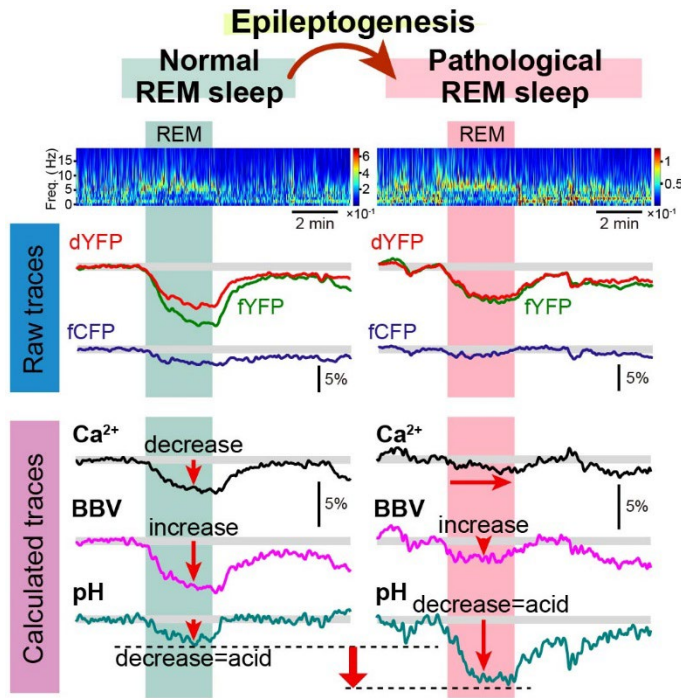 Epileptogenesis
Normal
REM sleep
Pathological
REM sleep
REM
REM
Freq. (Hz)
15
10
5
0
6
4
2
×10⁻¹
2 min
1
0.5
×10⁻¹
2 min
Raw traces
dYFP
fYFP
fCFP
5%
dYFP
fYFP
fCFP
5%
Calculated traces
Ca²⁺
decrease
5%
BBV
increase
pH
decrease=acid
Ca²⁺
5%
BBV
increase
pH
decrease=acid